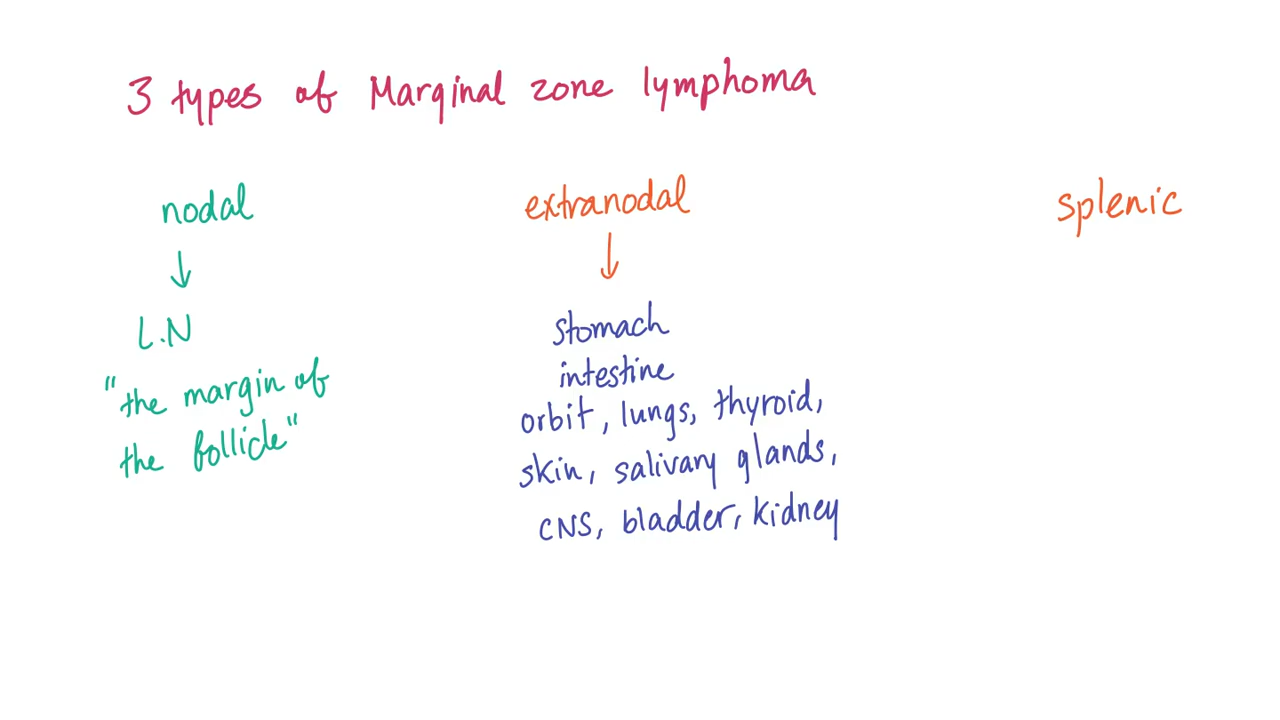 3 types of Marginal zone lymphoma
nodal
extranodal
splenic
↓
↓
L.N
"the margin of
the follicle"
stomach
intestine
orbit, lungs, thyroid,
skin, salivary glands,
CNS, bladder, kidney